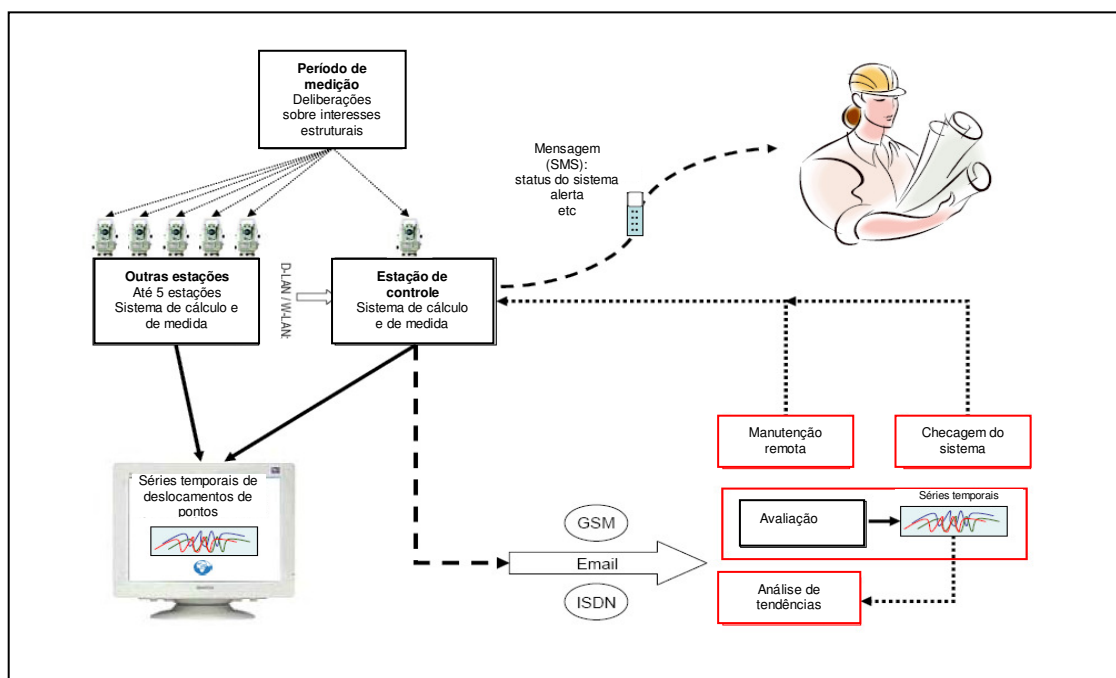 Período de
medição
Deliberações
sobre interesses
estruturais
Mensagem
(SMS):
status do sistema
alerta
etc
Outras estações
Até 5 estações
Sistema de cálculo e
de medida
D-LAN / W-LAN
Estação de
controle
Sistema de cálculo
e de medida
Manutenção
remota
Checagem do
sistema
Séries temporais de
deslocamentos de
pontos
Séries temporais
Avaliação
GSM
Email
ISDN
Análise de
tendências